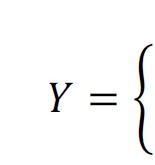 Y = {